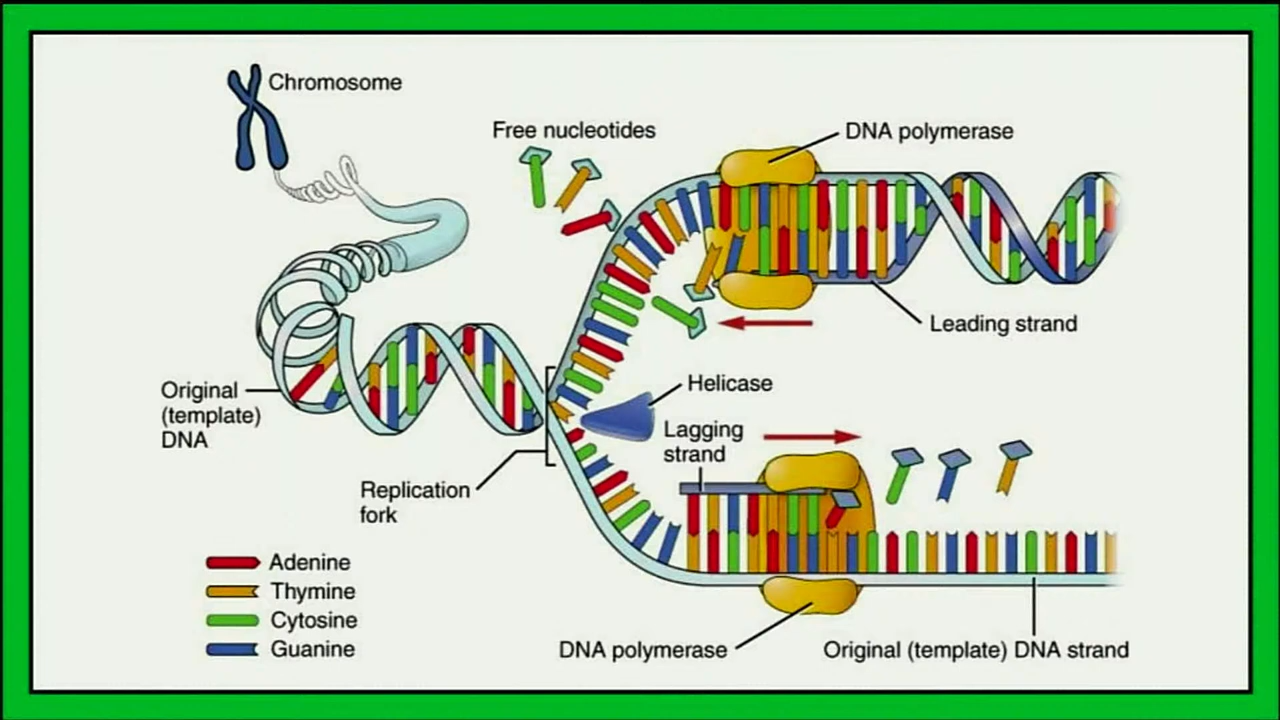 Chromosome
Free nucleotides
DNA polymerase
Leading strand
Helicase
Original
(template)
DNA
Lagging
strand
Replication
fork
Adenine
Thymine
Cytosine
Guanine
DNA polymerase
Original (template) DNA strand